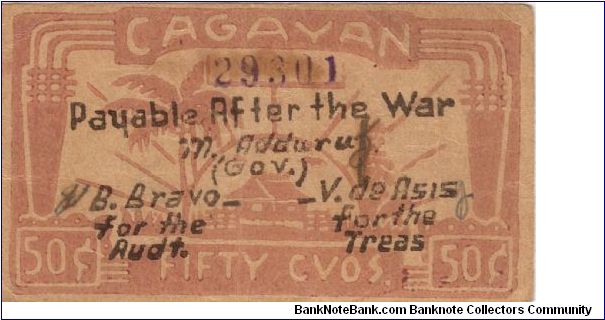 CAGAYAN
29301
Payable After the War
M. Adduru
(Gov.)
B. Bravo
for the
Audt.
V. de Asis
for the
Treas
50¢ FIFTY CVOS. 50¢
BankNoteBank.com Banknote Collectors Community